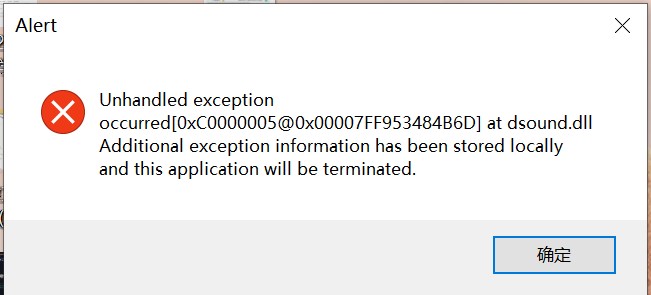 Alert
Unhandled exception
occurred[0xC0000005@0x00007FF953484B6D] at dsound.dll
Additional exception information has been stored locally
and this application will be terminated.
确定